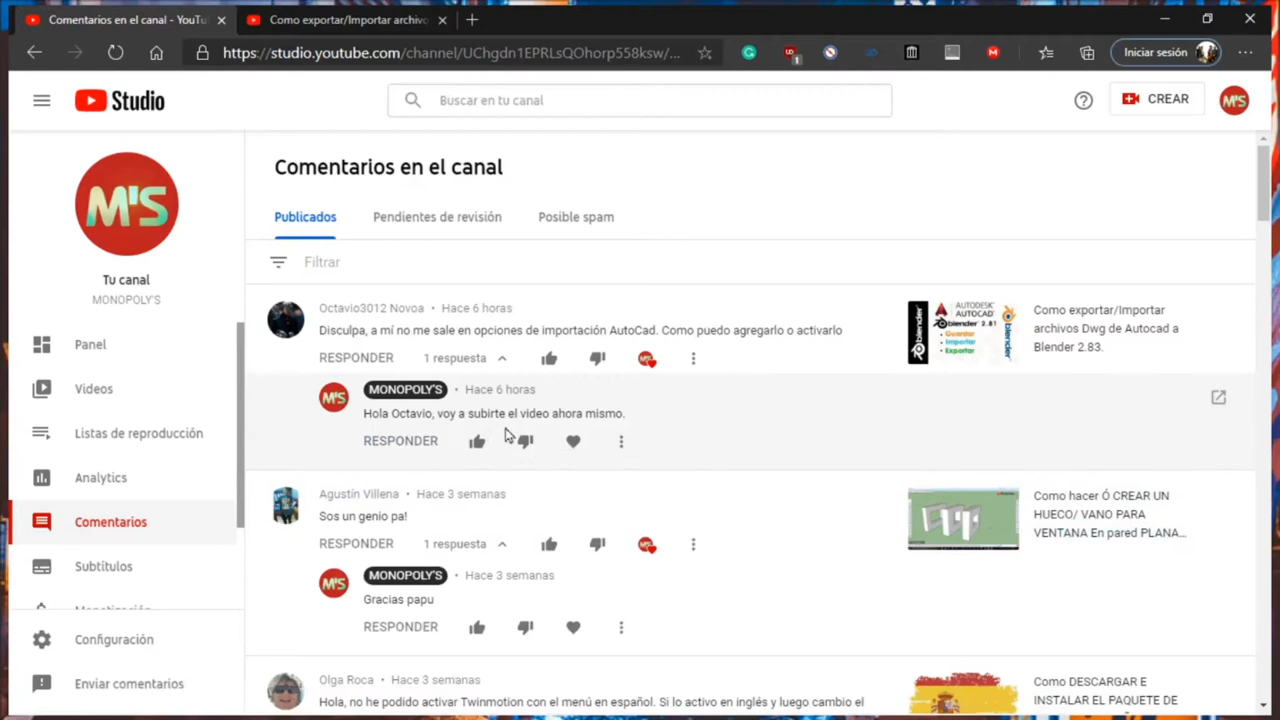 Comentarios en el canal - YouTu
Como exportar/Importar archivo
https://studio.youtube.com/channel/UChgdn1EPRLsQOhorp558ksw/...
1
Iniciar sesión
Studio
Buscar en tu canal
CREAR
M'S
M'S
Tu canal
MONOPOLY'S
Panel
Videos
Listas de reproducción
Analytics
Comentarios
Subtítulos
Configuración
Enviar comentarios
Comentarios en el canal
Publicados
Pendientes de revisión
Posible spam
Filtrar
Octavio3012 Novoa • Hace 6 horas
Disculpa, a mí no me sale en opciones de importación AutoCad. Como puedo agregarlo o activarlo
RESPONDER 1 respuesta
AUTODESK
AUTOCAD
blender 2.81
Guardar
Importar
Exportar
blender
blender
Como exportar/Importar
archivos Dwg de Autocad a
Blender 2.83.
M'S
MONOPOLY'S • Hace 6 horas
Hola Octavio, voy a subirte el video ahora mismo.
RESPONDER
Agustín Villena • Hace 3 semanas
Sos un genio pa!
RESPONDER 1 respuesta
Como hacer Ó CREAR UN
HUECO/ VANO PARA
VENTANA En pared PLANA...
M'S
MONOPOLY'S • Hace 3 semanas
Gracias papu
RESPONDER
Olga Roca • Hace 3 semanas
Hola, no he podido activar Twinmotion con el menú en español. Si lo activo en inglés y luego cambio el
Como DESCARGAR E
INSTALAR EL PAQUETE DE